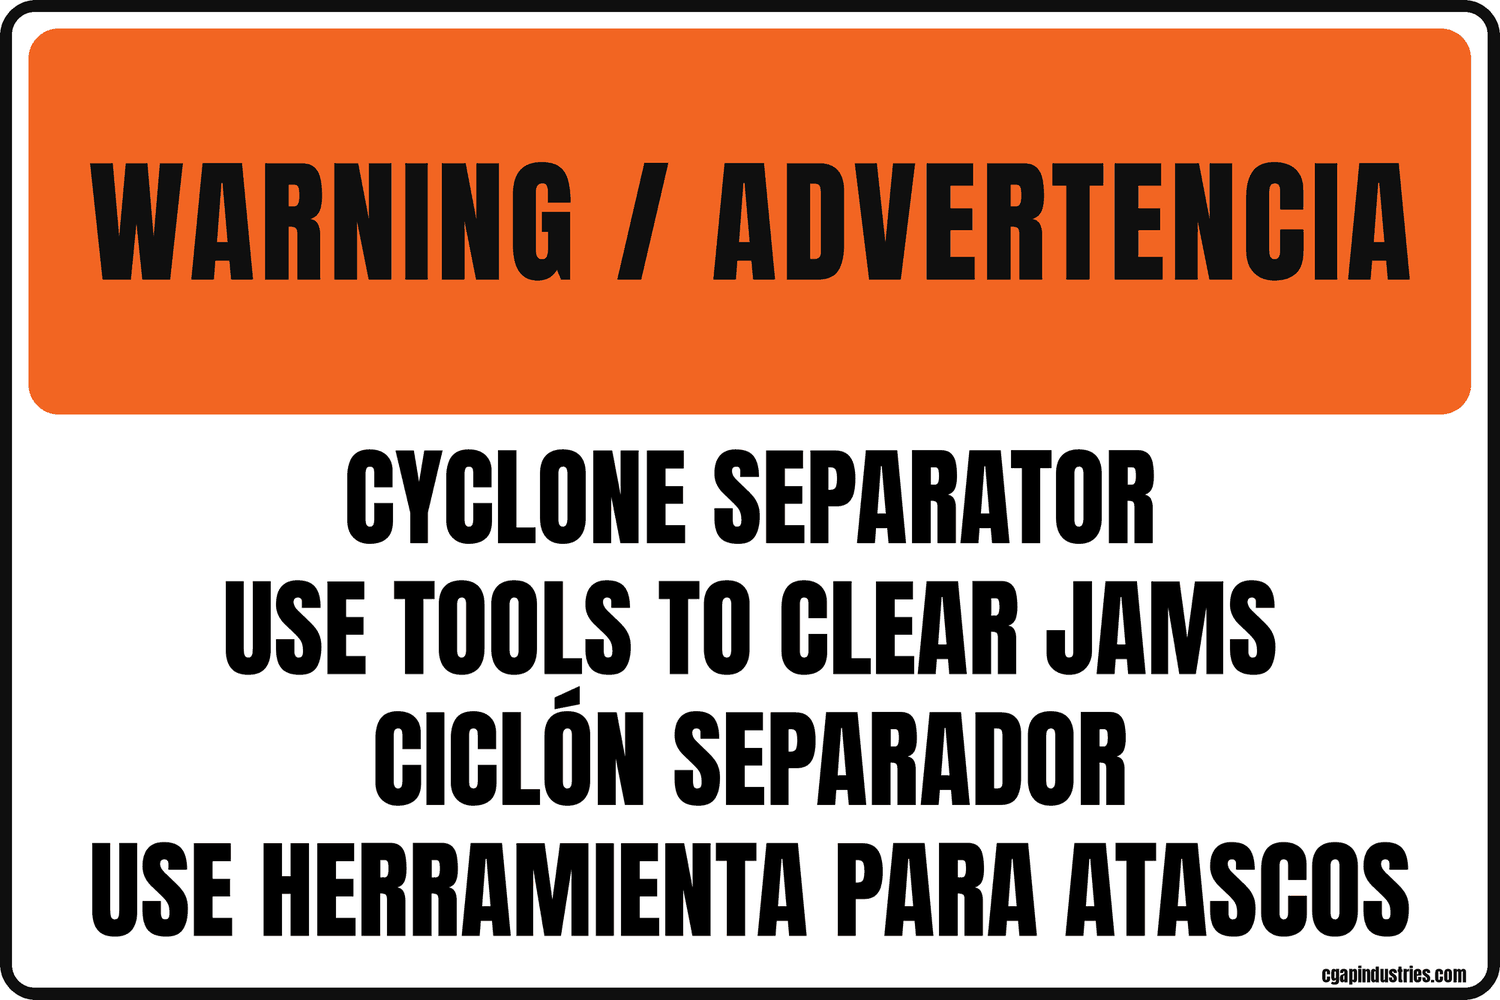 WARNING / ADVERTENCIA
CYCLONE SEPARATOR
USE TOOLS TO CLEAR JAMS
CICLÓN SEPARADOR
USE HERRAMIENTA PARA ATASCOS
cgapindustries.com